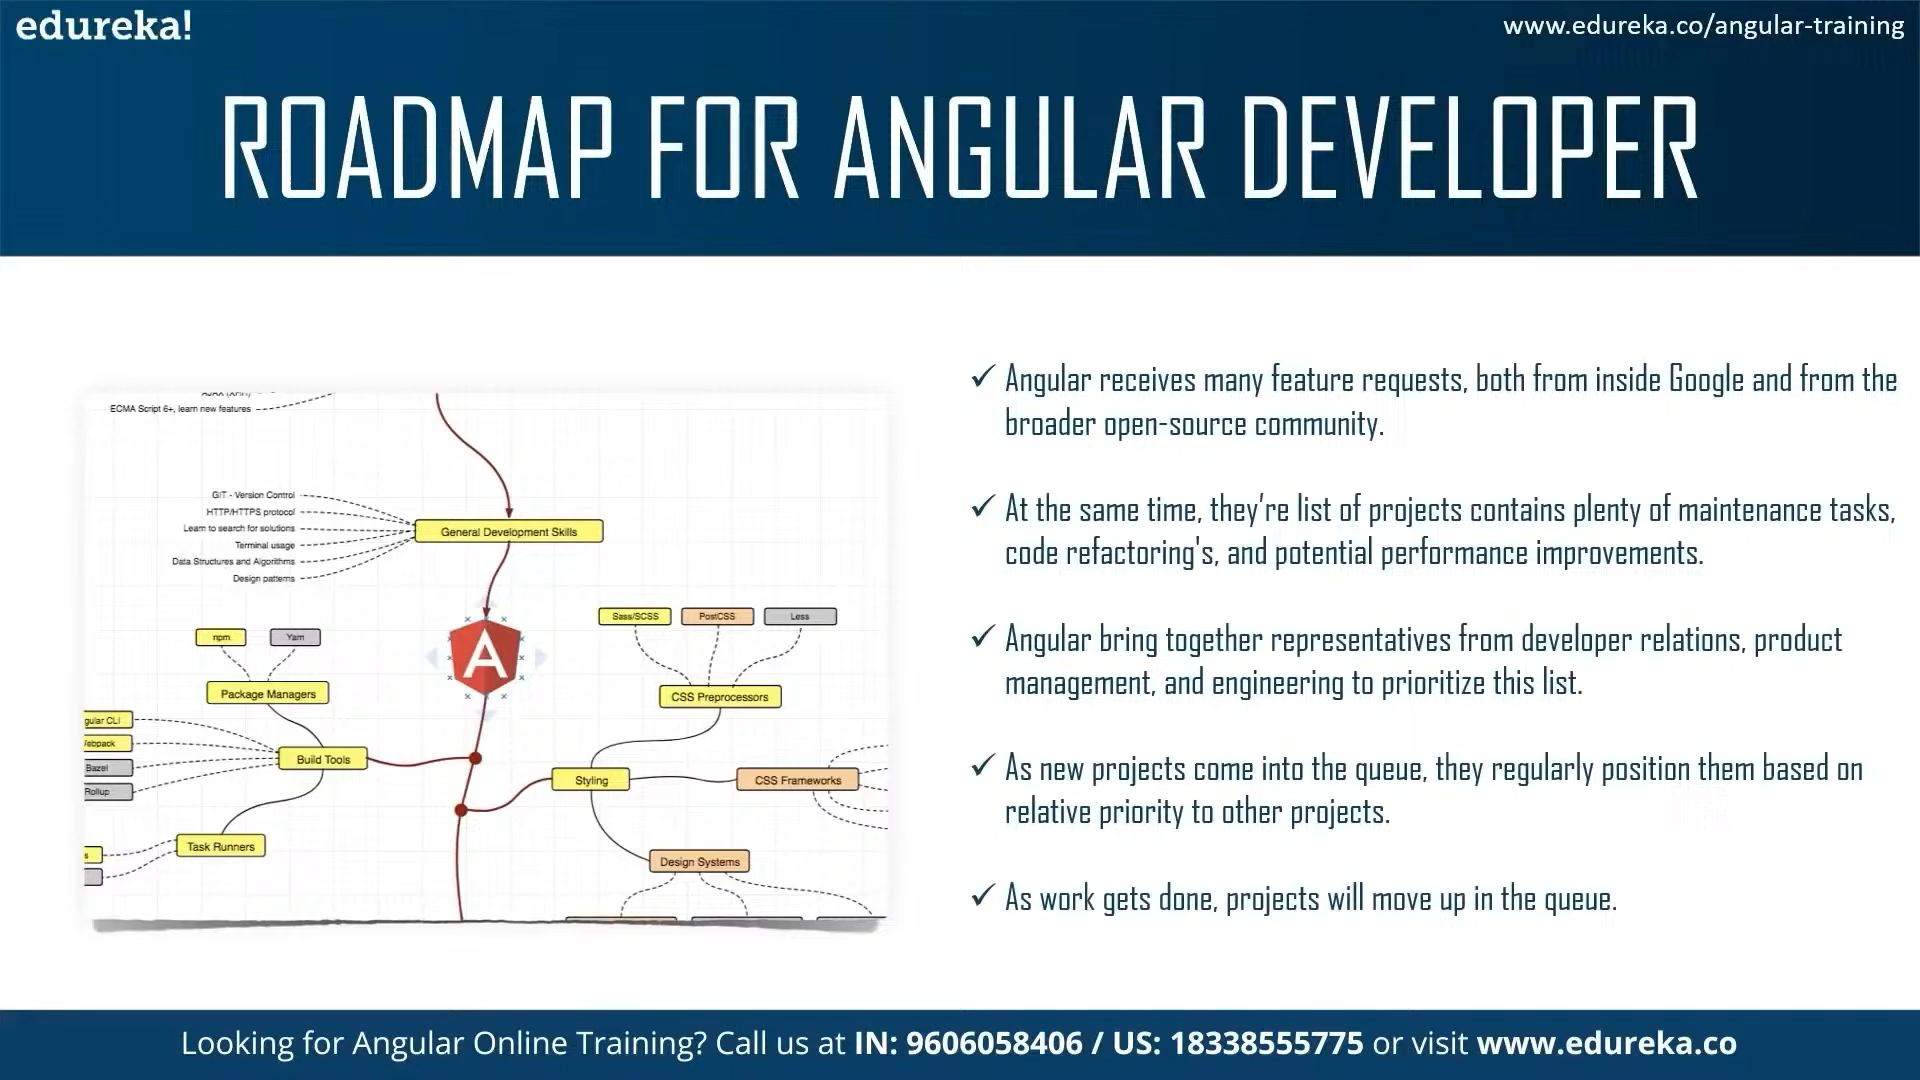 edureka!
www.edureka.co/angular-training
ROADMAP FOR ANGULAR DEVELOPER
ECMA Script 6+, learn new features
GIT - Version Control
HTTP/HTTPS protocol
Learn to search for solutions
Terminal usage
Data Structures and Algorithms
Design patterns
General Development Skills
npm
Yarn
Package Managers
A
Sass/SCSS
PostCSS
Less
CSS Preprocessors
gular CLI
Webpack
Bazel
Rollup
Build Tools
Styling
CSS Frameworks
Task Runners
s
Design Systems
✓ Angular receives many feature requests, both from inside Google and from the
broader open-source community.
✓ At the same time, they're list of projects contains plenty of maintenance tasks,
code refactoring's, and potential performance improvements.
✓ Angular bring together representatives from developer relations, product
management, and engineering to prioritize this list.
✓ As new projects come into the queue, they regularly position them based on
relative priority to other projects.
✓ As work gets done, projects will move up in the queue.
Looking for Angular Online Training? Call us at IN: 9606058406 / US: 18338555775 or visit www.edureka.co